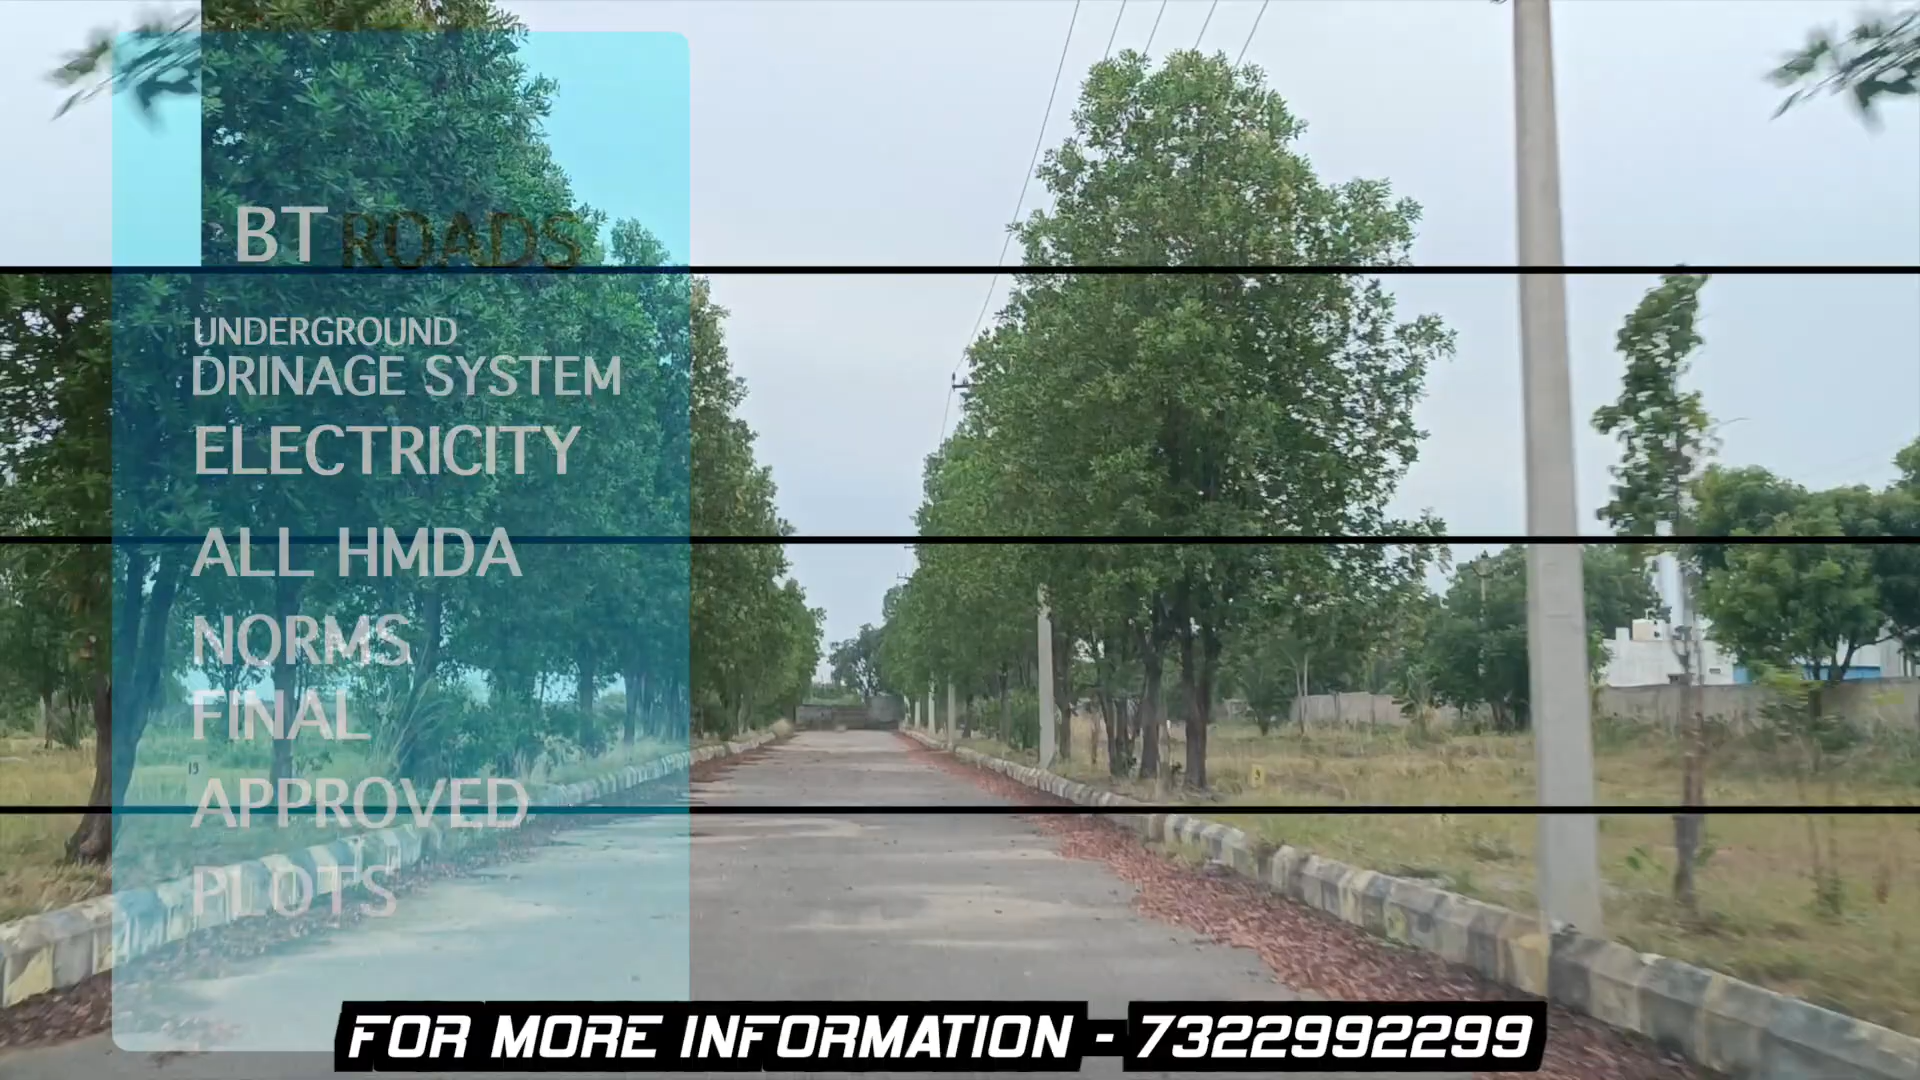 BT ROADS
UNDERGROUND
DRINAGE SYSTEM
ELECTRICITY
ALL HMDA
NORMS
FINAL
APPROVED
PLOTS
FOR MORE INFORMATION - 7322992299